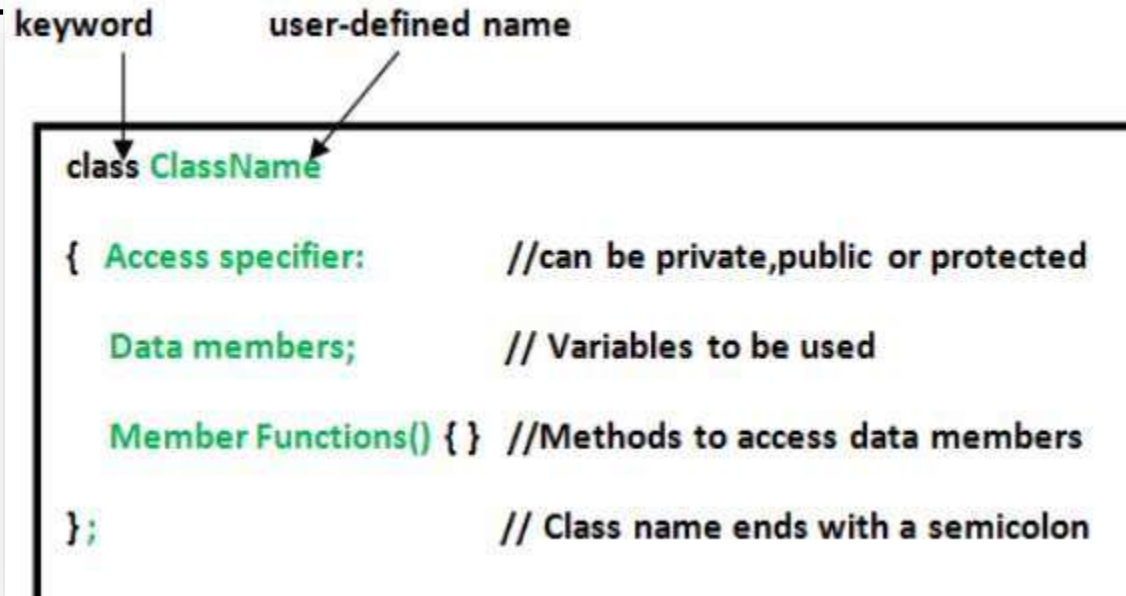 keyword user-defined name
class ClassName
{ Access specifier: //can be private,public or protected
Data members; // Variables to be used
Member Functions() { } //Methods to access data members
}; // Class name ends with a semicolon